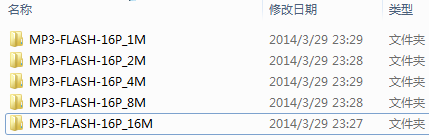 名称 修改日期 类型
MP3-FLASH-16P_1M 2014/3/29 23:29 文件夹
MP3-FLASH-16P_2M 2014/3/29 23:28 文件夹
MP3-FLASH-16P_4M 2014/3/29 23:29 文件夹
MP3-FLASH-16P_8M 2014/3/29 23:28 文件夹
MP3-FLASH-16P_16M 2014/3/29 23:27 文件夹